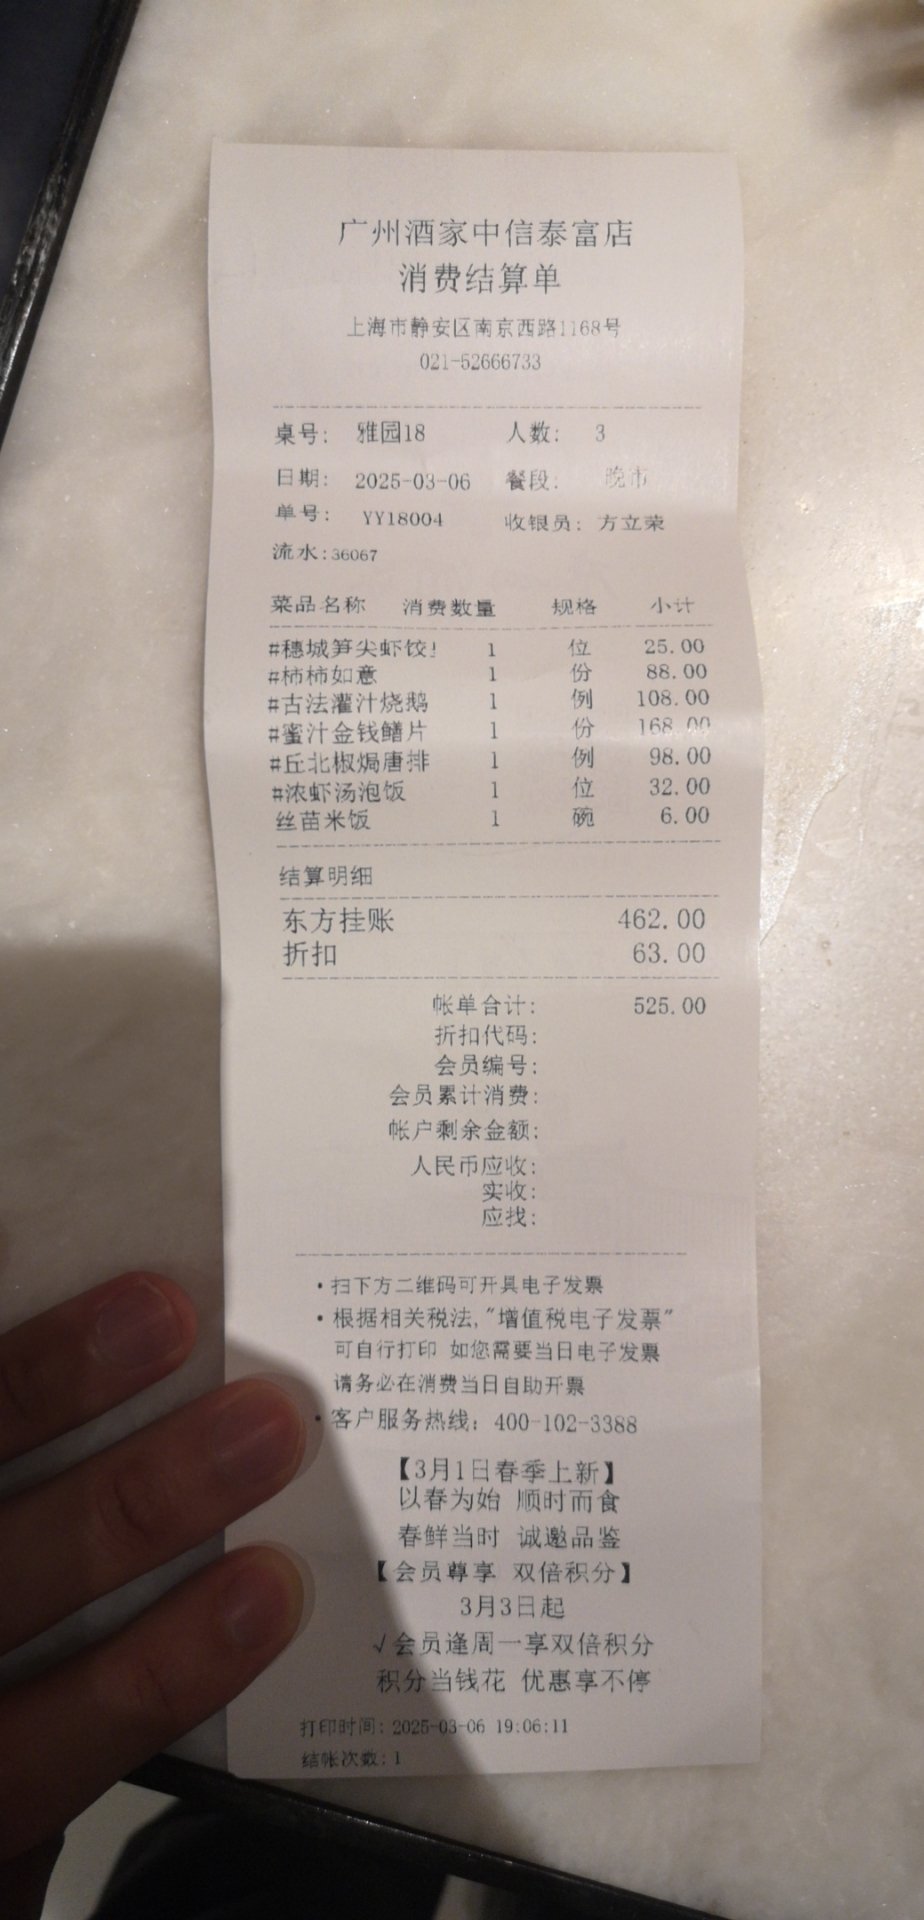 广州酒家中信泰富店
消费结算单
上海市静安区南京西路1168号
021-52666733
桌号: 雅园18 人数: 3
日期: 2025-03-06 餐段: 晚市
单号: YY18004 收银员: 方立荣
流水:36067
菜品名称 消费数量 规格 小计
#穗城笋尖虾饺 1 位 25.00
#柿柿如意 1 份 88.00
#古法灌汁烧鹅 1 例 108.00
#蜜汁金钱鳝片 1 份 168.00
#丘北椒焗唐排 1 例 98.00
#浓虾汤泡饭 1 位 32.00
丝苗米饭 1 碗 6.00
结算明细
东方挂账 462.00
折扣 63.00
帐单合计: 525.00
折扣代码:
会员编号:
会员累计消费:
帐户剩余金额:
人民币应收:
实收:
应找:
•扫下方二维码可开具电子发票
•根据相关税法,"增值税电子发票"
可自行打印 如您需要当日电子发票
请务必在消费当日自助开票
•客户服务热线: 400-102-3388
【3月1日春季上新】
以春为始 顺时而食
春鲜当时 诚邀品鉴
【会员尊享 双倍积分】
3月3日起
√会员逢周一享双倍积分
积分当钱花 优惠享不停
打印时间: 2025-03-06 19:06:11
结帐次数:1